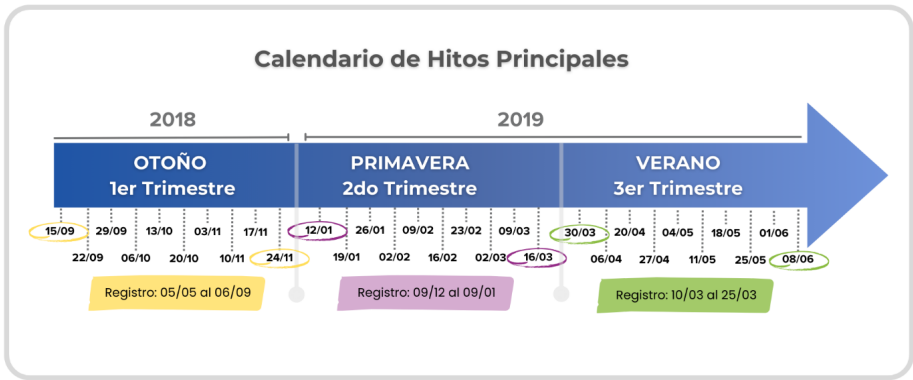 Calendario de Hitos Principales
2018
2019
OTOÑO
1er Trimestre
PRIMAVERA
2do Trimestre
VERANO
3er Trimestre
15/09 29/09 13/10 03/11 17/11 12/01 26/01 09/02 23/02 09/03 30/03 20/04 04/05 18/05 01/06
22/09 06/10 20/10 10/11 24/11 19/01 02/02 16/02 02/03 16/03 06/04 27/04 11/05 25/05 08/06
Registro: 05/05 al 06/09
Registro: 09/12 al 09/01
Registro: 10/03 al 25/03